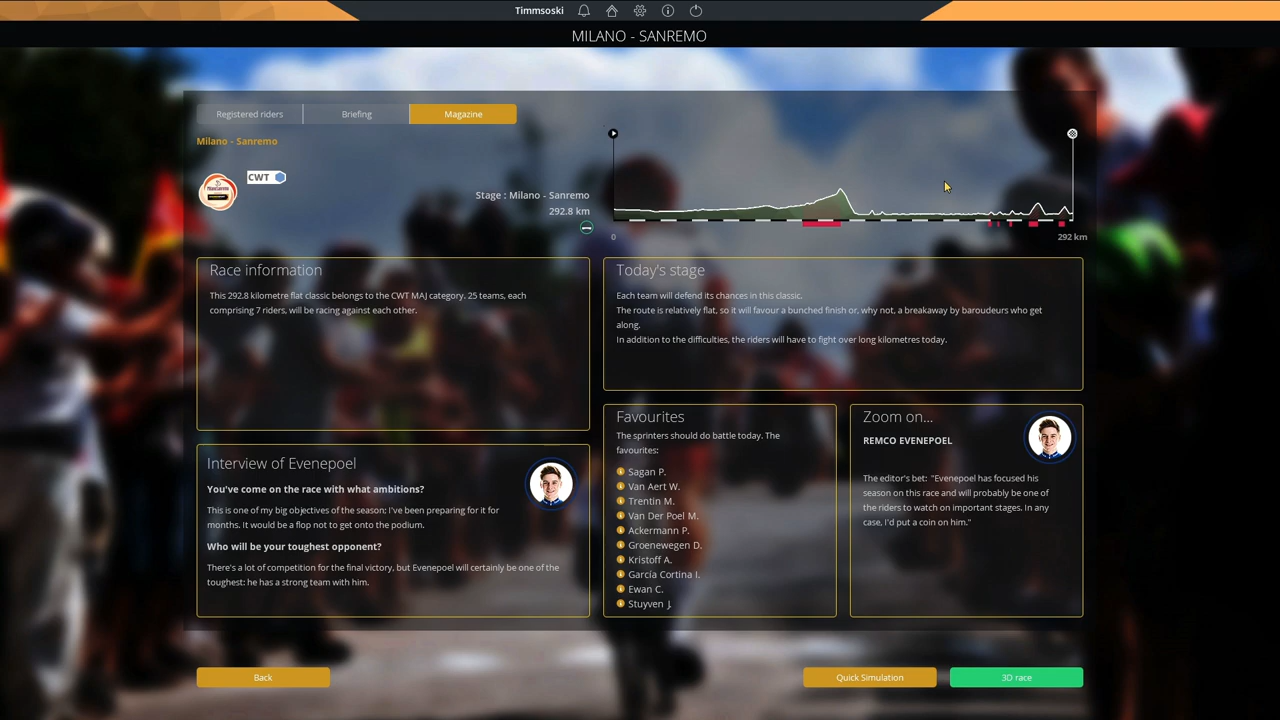 Timmsoski
MILANO - SANREMO
Registered riders
Briefing
Magazine
Milano - Sanremo
CWT
Stage : Milano - Sanremo
292.8 km
0
292 km
Race information
This 292.8 kilometre flat classic belongs to the CWT MAJ category. 25 teams, each
comprising 7 riders, will be racing against each other.
Today's stage
Each team will defend its chances in this classic.
The route is relatively flat, so it will favour a bunched finish or, why not, a breakaway by baroudeurs who get
along.
In addition to the difficulties, the riders will have to fight over long kilometres today.
Interview of Evenepoel
You've come on the race with what ambitions?
This is one of my big objectives of the season; I've been preparing for it for
months. It would be a flop not to get onto the podium.
Who will be your toughest opponent?
There's a lot of competition for the final victory, but Evenepoel will certainly be one of the
toughest: he has a strong team with him.
Favourites
The sprinters should do battle today. The
favourites:
Sagan P.
Van Aert W.
Trentin M.
Van Der Poel M.
Ackermann P.
Groenewegen D.
Kristoff A.
García Cortina I.
Ewan C.
Stuyven J.
Zoom on...
REMCO EVENEPOEL
The editor's bet: "Evenepoel has focused his
season on this race and will probably be one of
the riders to watch on important stages. In any
case, I'd put a coin on him."
Back
Quick Simulation
3D race